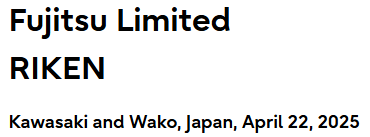 Fujitsu Limited
RIKEN
Kawasaki and Wako, Japan, April 22, 2025